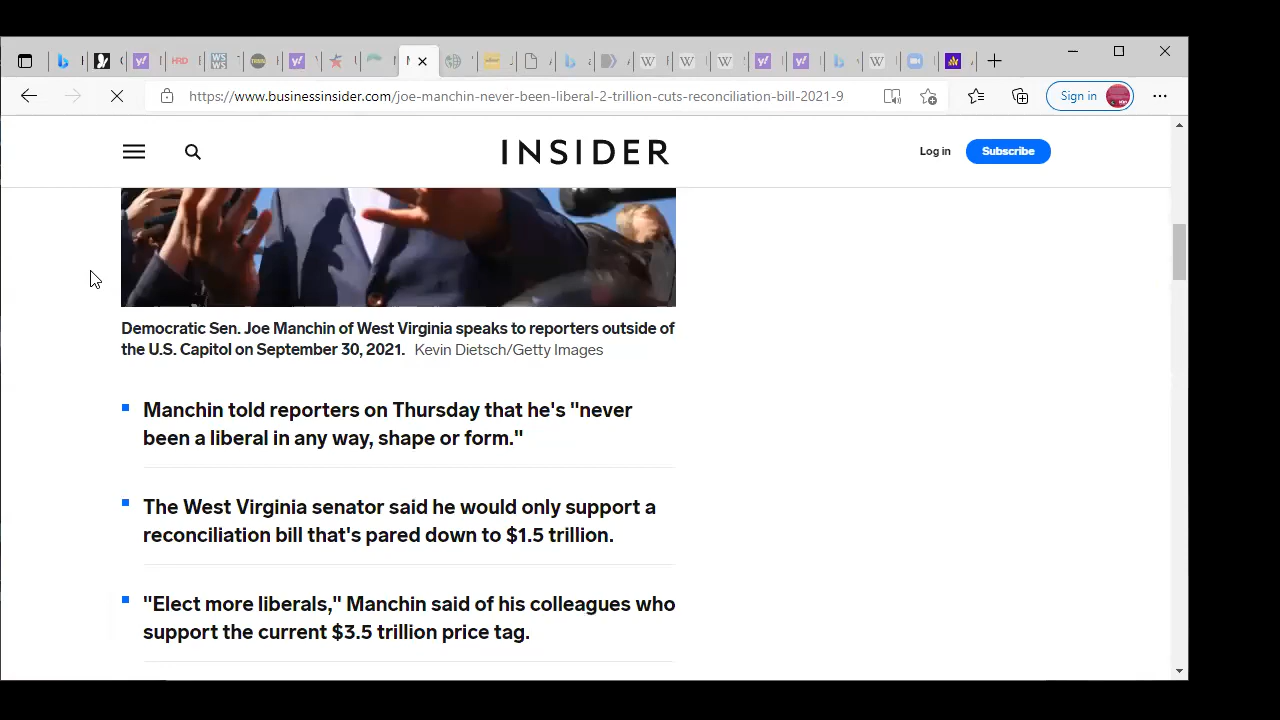 HRD
https://www.businessinsider.com/joe-manchin-never-been-liberal-2-trillion-cuts-reconciliation-bill-2021-9
Sign in
INSIDER
Log in
Subscribe
Democratic Sen. Joe Manchin of West Virginia speaks to reporters outside of
the U.S. Capitol on September 30, 2021. Kevin Dietsch/Getty Images
Manchin told reporters on Thursday that he's "never
been a liberal in any way, shape or form."
The West Virginia senator said he would only support a
reconciliation bill that's pared down to $1.5 trillion.
"Elect more liberals," Manchin said of his colleagues who
support the current $3.5 trillion price tag.